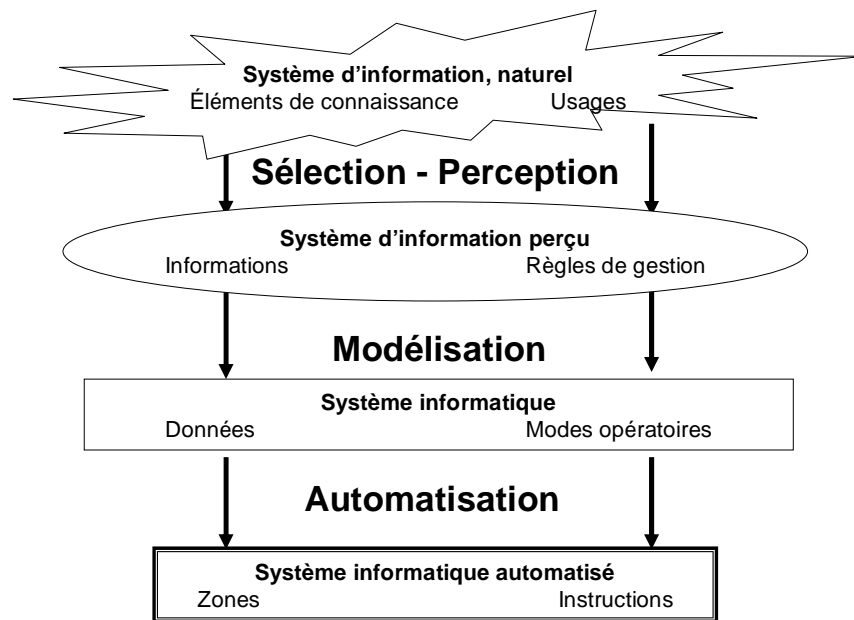 Système d'information, naturel
Éléments de connaissance Usages
Sélection - Perception
Système d'information perçu
Informations Règles de gestion
Modélisation
Système informatique
Données Modes opératoires
Automatisation
Système informatique automatisé
Zones Instructions